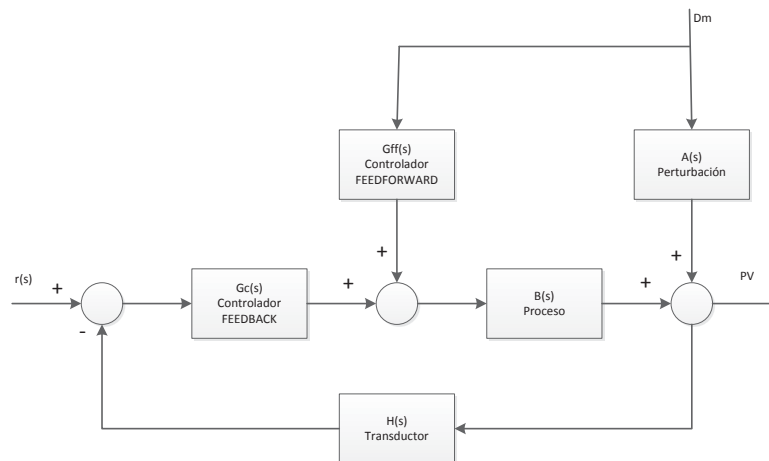 Dm
Gff(s)
Controlador
FEEDFORWARD
A(s)
Perturbación
+
+
r(s)
+
Gc(s)
Controlador
FEEDBACK
+
B(s)
Proceso
+
PV
-
H(s)
Transductor